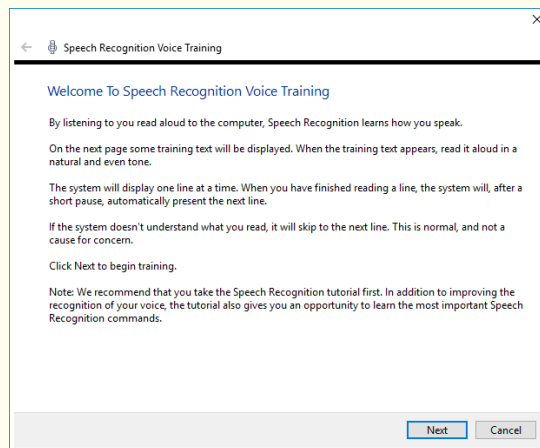 Speech Recognition Voice Training
Welcome To Speech Recognition Voice Training
By listening to you read aloud to the computer, Speech Recognition learns how you speak.
On the next page some training text will be displayed. When the training text appears, read it aloud in a
natural and even tone.
The system will display one line at a time. When you have finished reading a line, the system will, after a
short pause, automatically present the next line.
If the system doesn't understand what you read, it will skip to the next line. This is normal, and not a
cause for concern.
Click Next to begin training.
Note: We recommend that you take the Speech Recognition tutorial first. In addition to improving the
recognition of your voice, the tutorial also gives you an opportunity to learn the most important Speech
Recognition commands.
Next Cancel